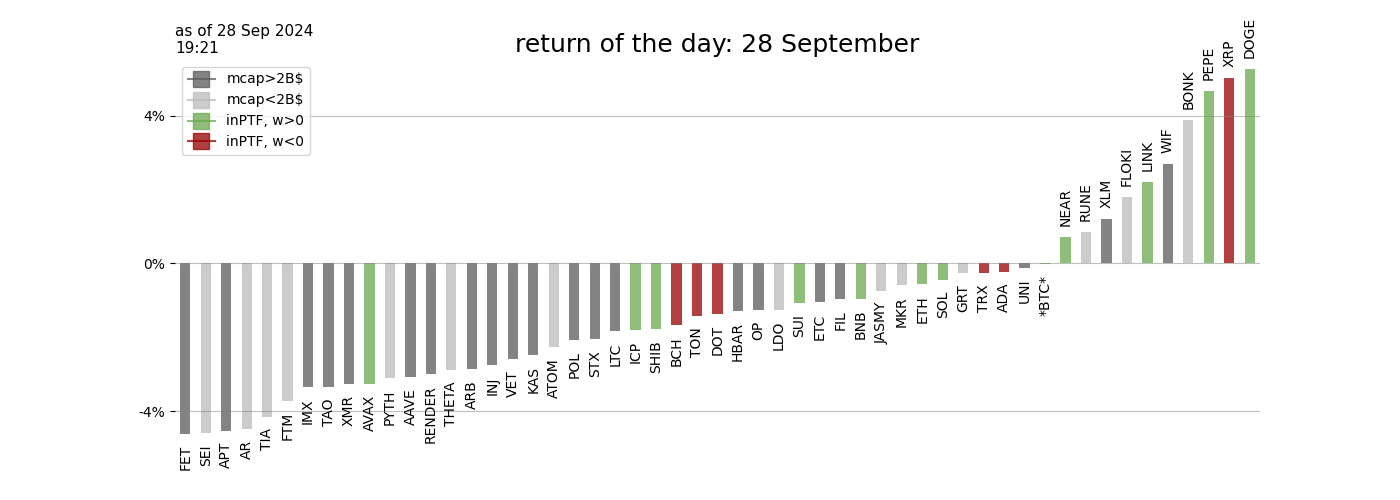 as of 28 Sep 2024
19:21
return of the day: 28 September
mcap>2B$
mcap<2B$
inPTF, w>0
inPTF, w<0
4%
0%
-4%
FET
SEI
APT
AR
TIA
FTM
IMX
TAO
XMR
AVAX
PYTH
AAVE
RENDER
THETA
ARB
INJ
VET
KAS
ATOM
POL
STX
LTC
ICP
SHIB
BCH
TON
DOT
HBAR
OP
LDO
SUI
ETC
FIL
BNB
JASMY
MKR
ETH
SOL
GRT
TRX
ADA
UNI
*BTC*
NEAR
RUNE
XLM
FLOKI
LINK
WIF
BONK
PEPE
XRP
DOGE